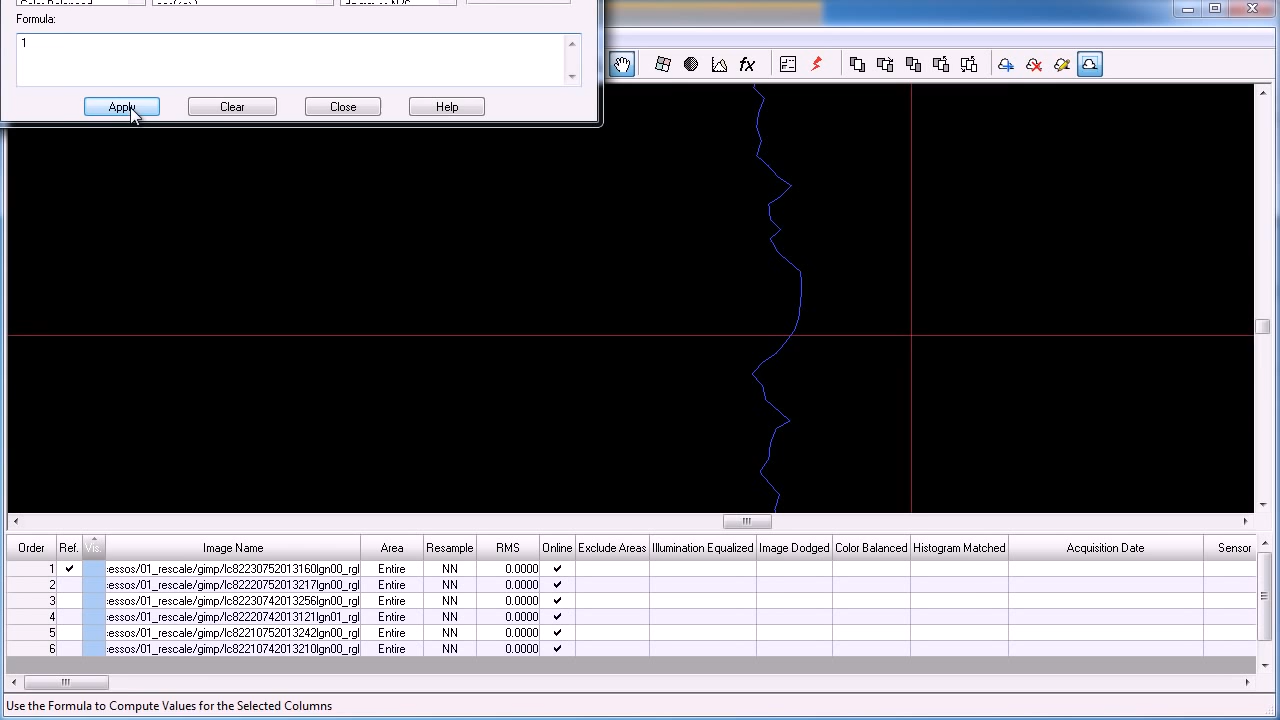 Formula:
1
Apply Clear Close Help
fx
Order Ref. Vis. Image Name Area Resample RMS Online Exclude Areas Illumination Equalized Image Dodged Color Balanced Histogram Matched Acquisition Date Sensor
1 :essos/01_rescale/gimp/lc82230752013160lgn00_rgl Entire NN 0.0000
2 :essos/01_rescale/gimp/lc82220752013217lgn00_rgl Entire NN 0.0000
3 :essos/01_rescale/gimp/lc82230742013256lgn00_rgl Entire NN 0.0000
4 :essos/01_rescale/gimp/lc82220742013121lgn01_rgl Entire NN 0.0000
5 :essos/01_rescale/gimp/lc82210752013242lgn00_rgl Entire NN 0.0000
6 :essos/01_rescale/gimp/lc82210742013210lgn00_rgl Entire NN 0.0000
Use the Formula to Compute Values for the Selected Columns